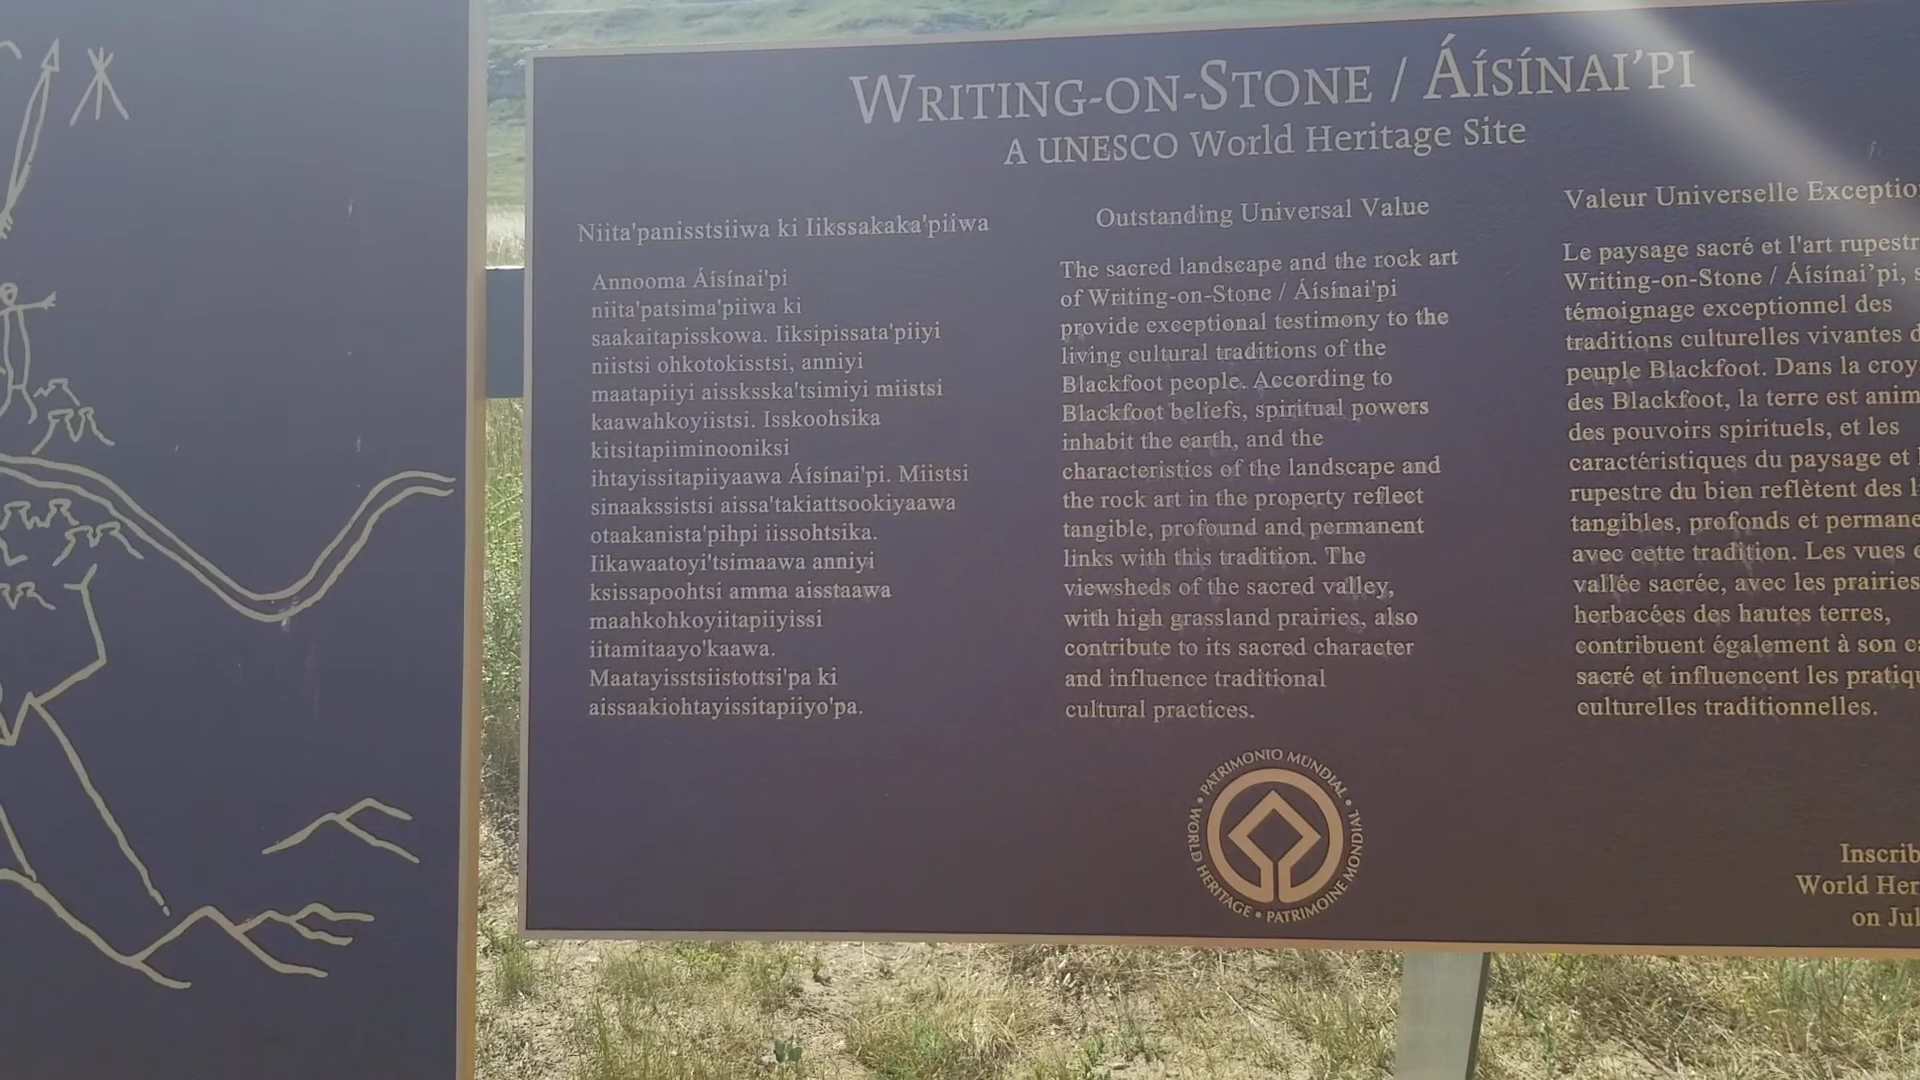 WRITING-ON-STONE / ÁÍSÍNAI'PI
A UNESCO World Heritage Site
Niita'panisstsiiwa ki Iikssakaka'piiwa
Annooma Áísínai'pi
niita'patsima'piiwa ki
saakaitapisskowa. Iiksipissata'piiyi
niistsi ohkotokisstsi, anniyi
maatapiiyi aissksska'tsimiyi miistsi
kaawahkoyiistsi. Isskoohsika
kitsitapiiminooniksi
ihtayissitapiiyaawa Áísínai'pi. Miistsi
sinaakssistsi aissa'takiattsookiyaawa
otaakanista'pihpi iissohtsika.
Iikawaatoyi'tsimaawa anniyi
ksissapoohtsi amma aisstaawa
maahkohkoyiitapiiyissi
iitamitaayo'kaawa.
Maatayisstsiistottsi'pa ki
aissaakiohtayissitapiiyo'pa.
Outstanding Universal Value
The sacred landscape and the rock art
of Writing-on-Stone / Áísínai'pi
provide exceptional testimony to the
living cultural traditions of the
Blackfoot people. According to
Blackfoot beliefs, spiritual powers
inhabit the earth, and the
characteristics of the landscape and
the rock art in the property reflect
tangible, profound and permanent
links with this tradition. The
viewsheds of the sacred valley,
with high grassland prairies, also
contribute to its sacred character
and influence traditional
cultural practices.
Valeur Universelle
Le paysage sacré et l'art
Writing-on-Stone / Áísínai'pi,
témoignage exceptionnel des
traditions culturelles vivantes
peuple Blackfoot. Dans la
des Blackfoot, la terre est
des pouvoirs spirituels, et les
caractéristiques du paysage et
rupestre du bien reflètent des
tangibles, profonds et
avec cette tradition. Les vues
vallée sacrée, avec les prairies
herbacées des hautes terres,
contribuent également à son
sacré et influencent les
culturelles traditionnelles.
WORLD HERITAGE • PATRIMONIO MUNDIAL • PATRIMOINE MONDIAL
World
on